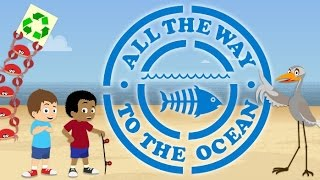 ALL THE WAY
TO THE OCEAN